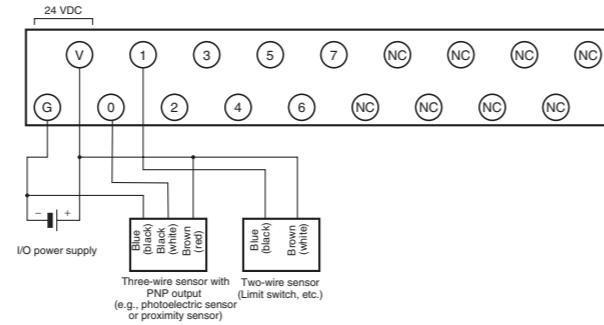 24 VDC
V 1 3 5 7 NC NC NC NC
G 0 2 4 6 NC NC NC NC
− +
I/O power supply
Blue
(black)
Black
(white)
Brown
(red)
Blue
(black)
Brown
(white)
Three-wire sensor with
PNP output
(e.g., photoelectric sensor
or proximity sensor)
Two-wire sensor
(Limit switch, etc.)